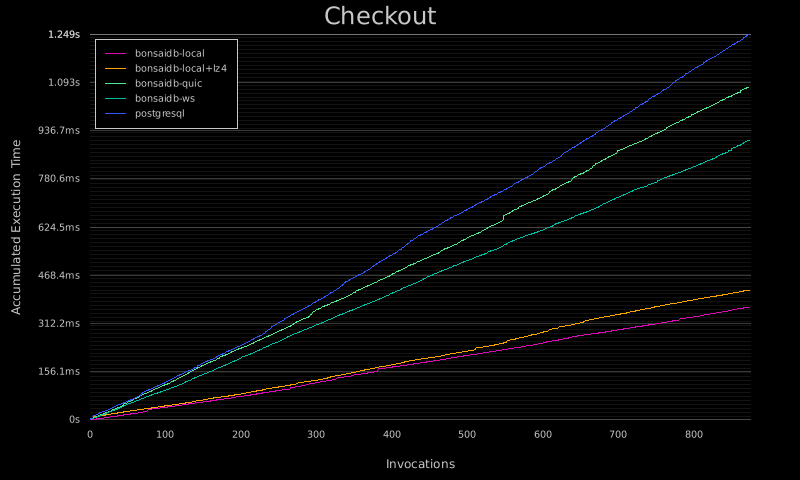 Checkout
1.249s
1.093s
936.7ms
780.6ms
624.5ms
468.4ms
312.2ms
156.1ms
0s
Accumulated Execution Time
bonsaidb-local
bonsaidb-local+lz4
bonsaidb-quic
bonsaidb-ws
postgresql
0 100 200 300 400 500 600 700 800
Invocations